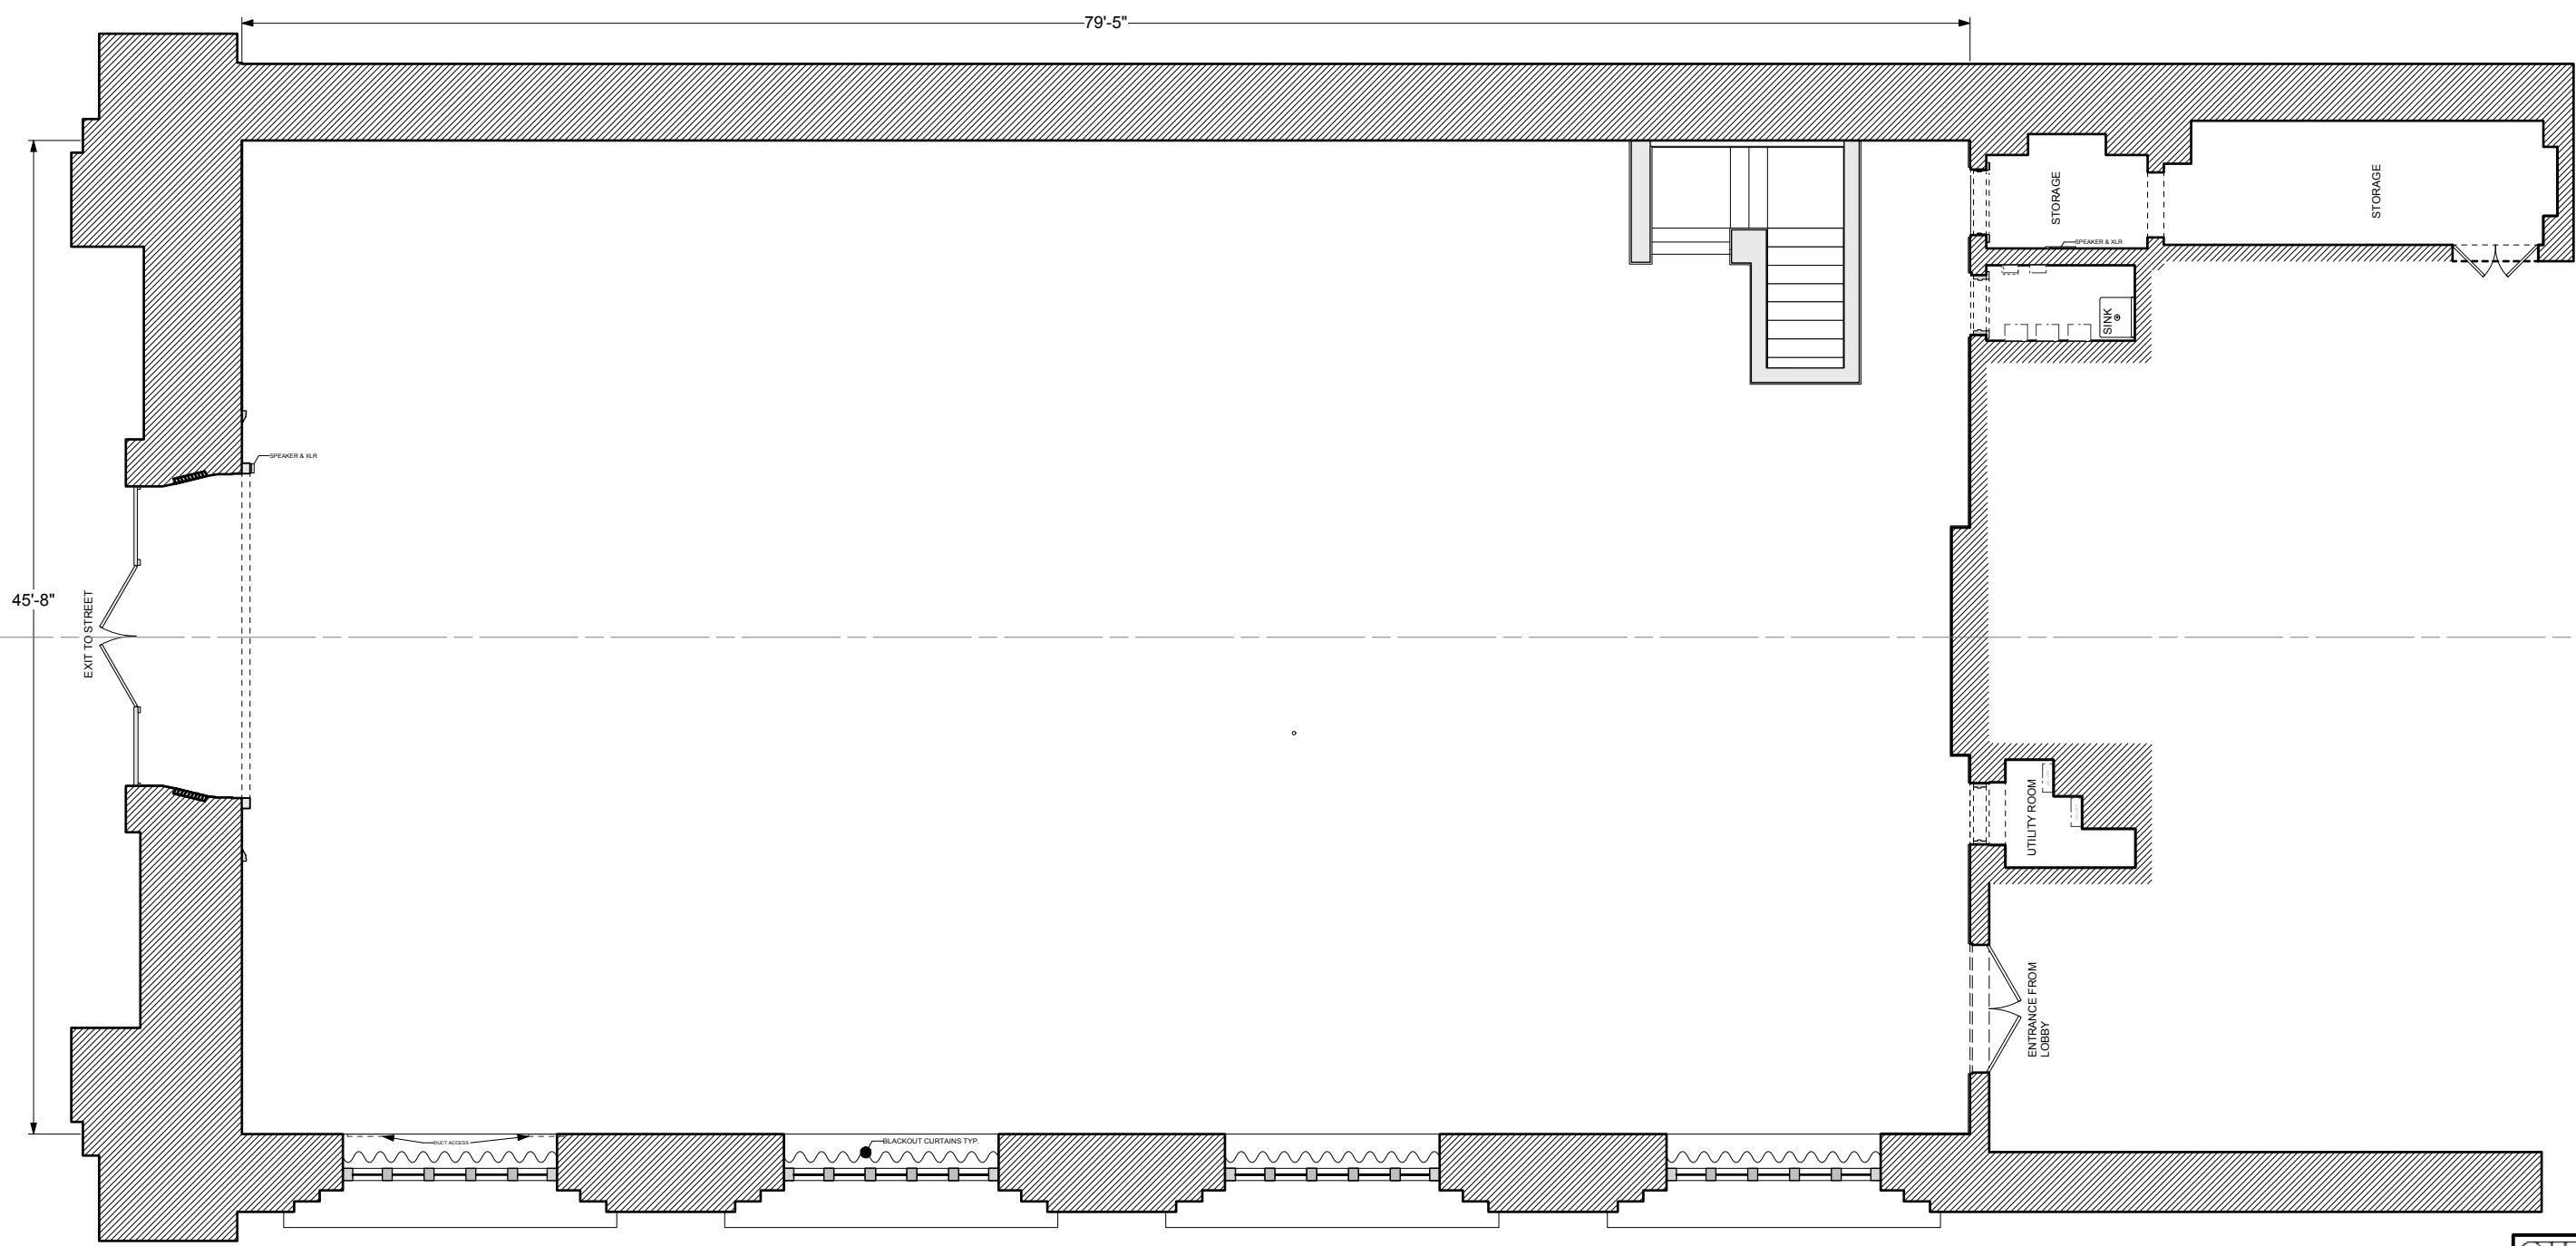 79'-5"
STORAGE
STORAGE
SPEAKER & XLR
SINK
SPEAKER & XLR
45'-8"
EXIT TO STREET
UTILITY ROOM
ENTRANCE FROM
LOBBY
DUCT ACCESS
BLACKOUT CURTAINS TYP.